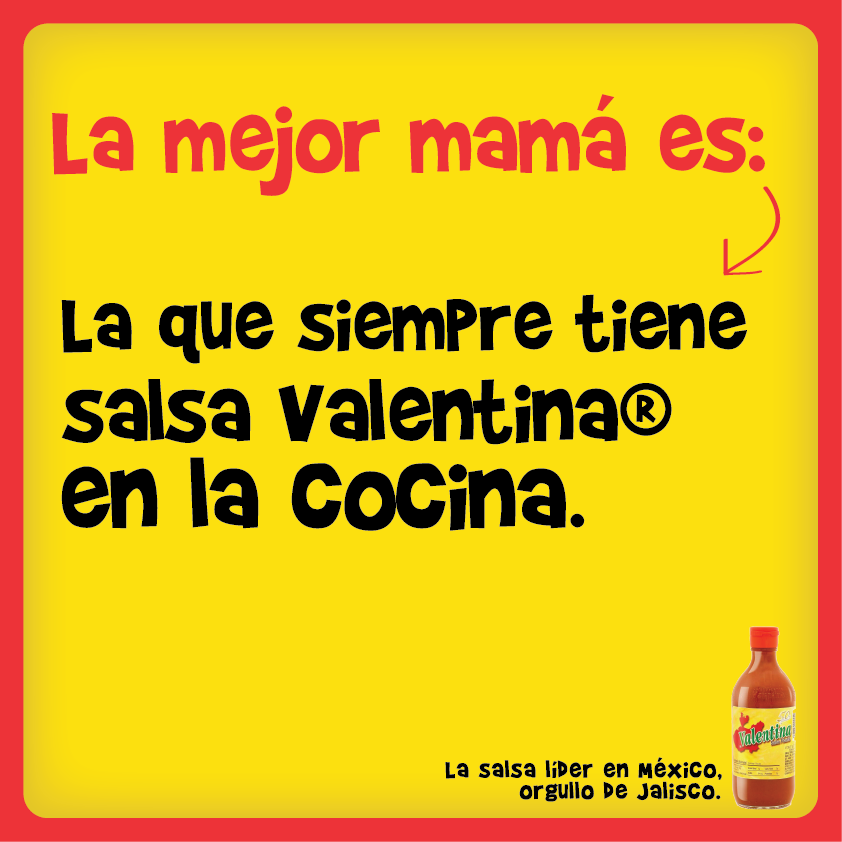 La mejor mamá es:
La que siempre tiene
salsa Valentina®
en la cocina.
Valentina
La salsa líder en México,
orgullo de Jalisco.